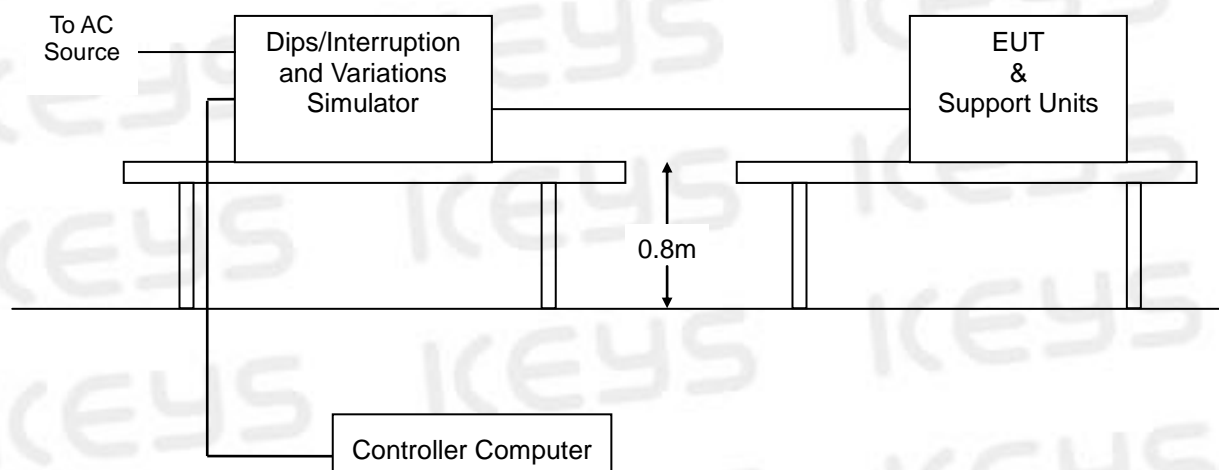 To AC
Source
Dips/Interruption
and Variations
Simulator
EUT
&
Support Units
0.8m
Controller Computer
KEYS
KEYS
KEYS
KEYS
KEYS
KEYS
KEYS
KEYS
KEYS
KEYS